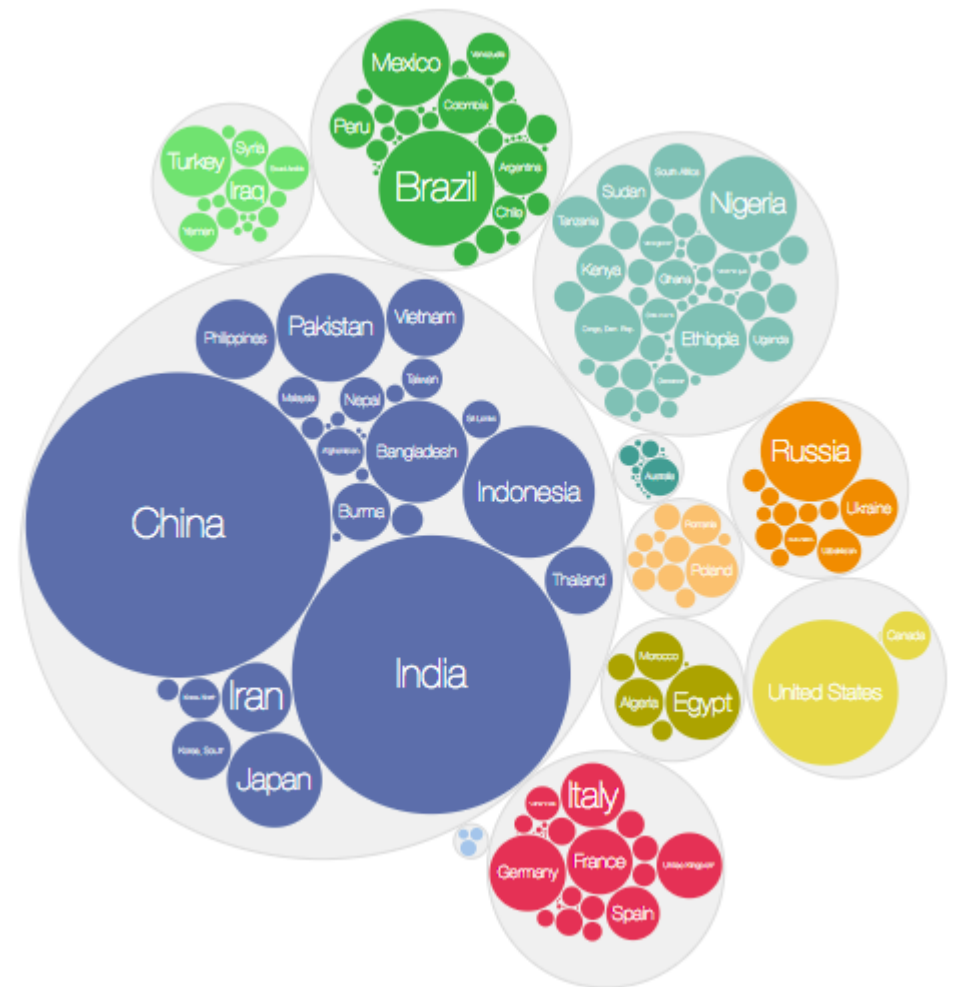 Mexico
Venezuela
Colombia
Peru
Brazil
Argentina
Chile
Turkey
Syria
Saudi Arabia
Iraq
Yemen
South Africa
Sudan
Nigeria
Tanzania
Kenya
Ghana
Congo, Dem. Rep.
Ethiopia
Uganda
Philippines
Pakistan
Vietnam
Taiwan
Malaysia
Nepal
Sri Lanka
Afghanistan
Bangladesh
Indonesia
Burma
China
Thailand
India
Iran
Korea, North
Korea, South
Japan
Australia
Russia
Ukraine
Uzbekistan
Romania
Poland
Morocco
Algeria
Egypt
Canada
United States
Italy
Germany
France
United Kingdom
Spain